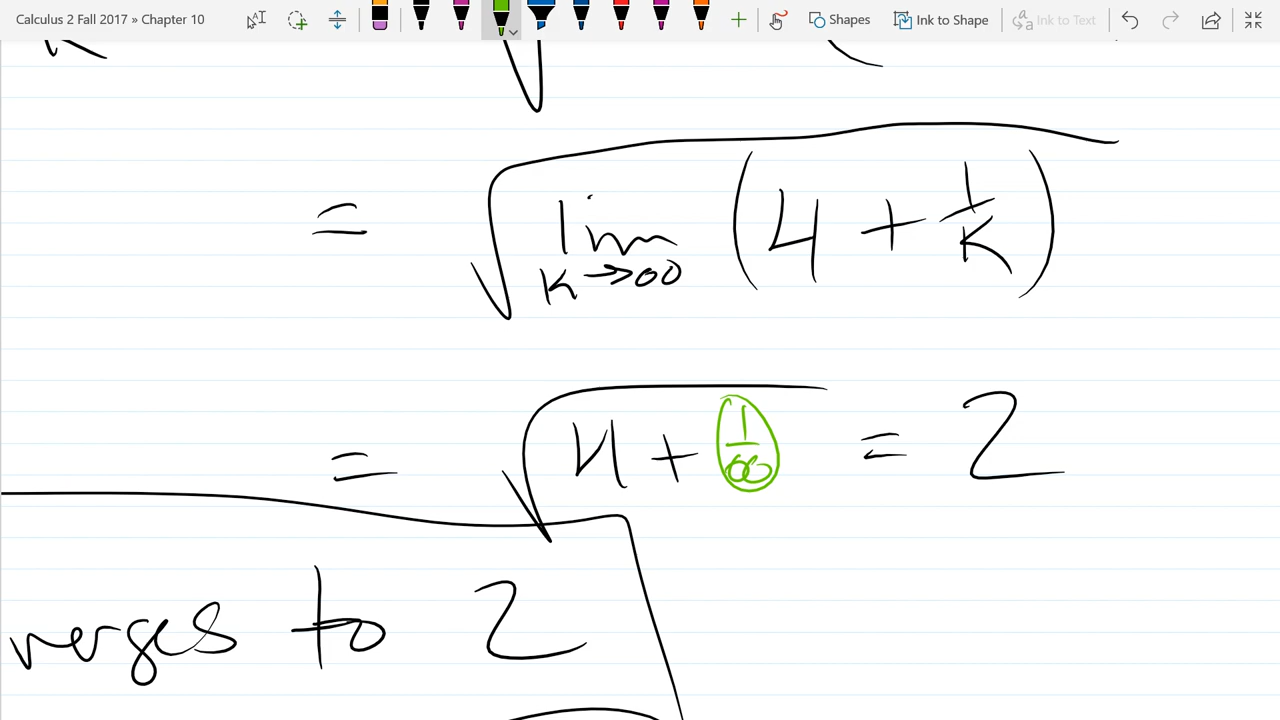 Calculus 2 Fall 2017 » Chapter 10 Shapes Ink to Shape Ink to Text
K
= √(lim K→∞ (4 + 1/K))
= √(4 + 1/∞) = 2
verges to 2